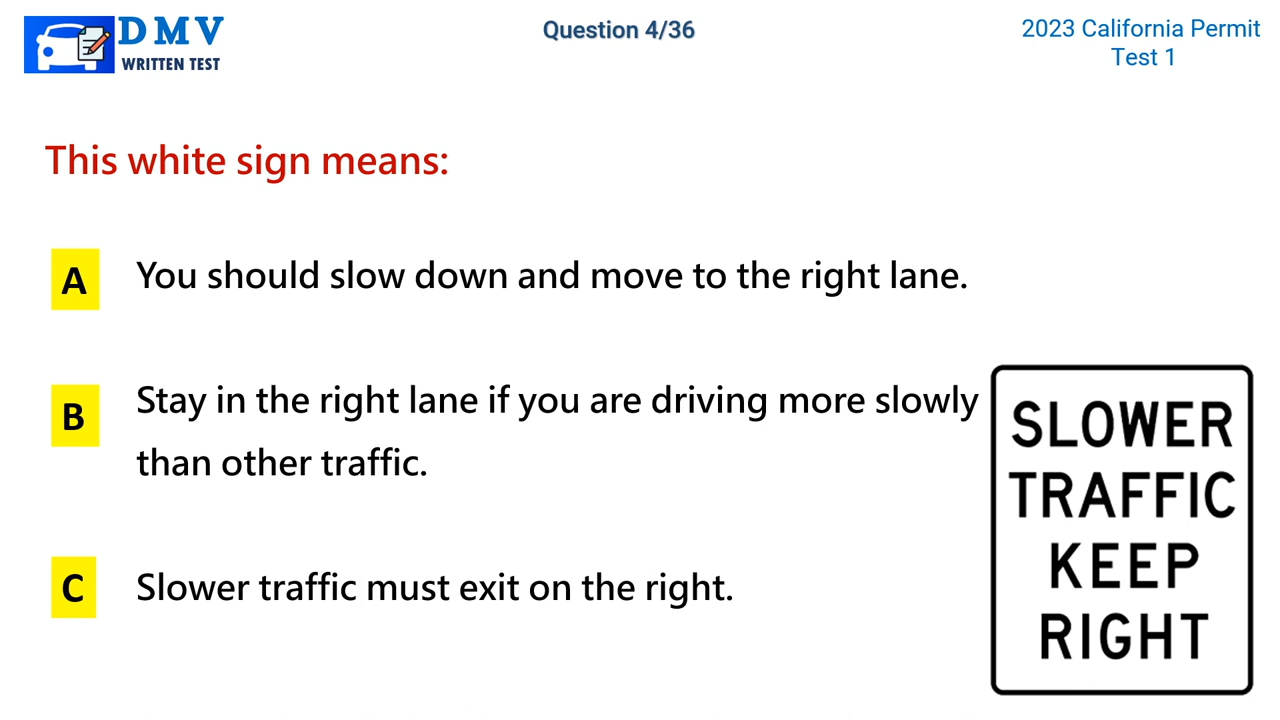 DMV
WRITTEN TEST
Question 4/36
2023 California Permit
Test 1
This white sign means:
A
You should slow down and move to the right lane.
B
Stay in the right lane if you are driving more slowly
than other traffic.
C
Slower traffic must exit on the right.
SLOWER
TRAFFIC
KEEP
RIGHT